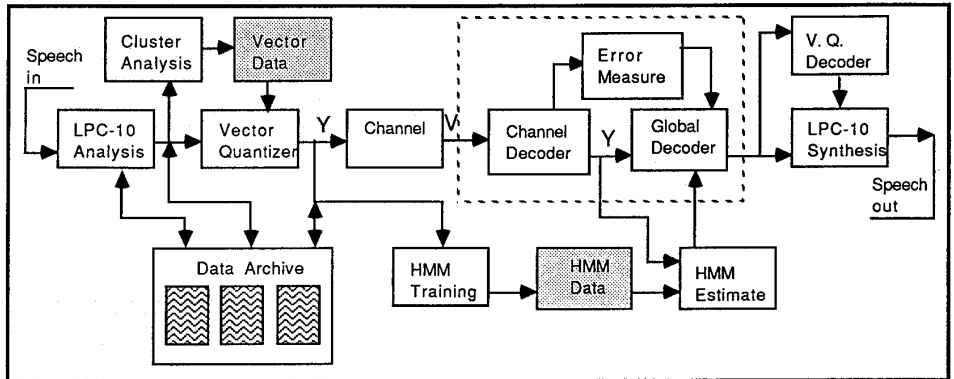 Speech
in
Cluster
Analysis
Vector
Data
LPC-10
Analysis
Vector
Quantizer
Y
Channel
V
Channel
Decoder
Error
Measure
Y
Global
Decoder
V. Q.
Decoder
LPC-10
Synthesis
Speech
out
Data Archive
HMM
Training
HMM
Data
HMM
Estimate